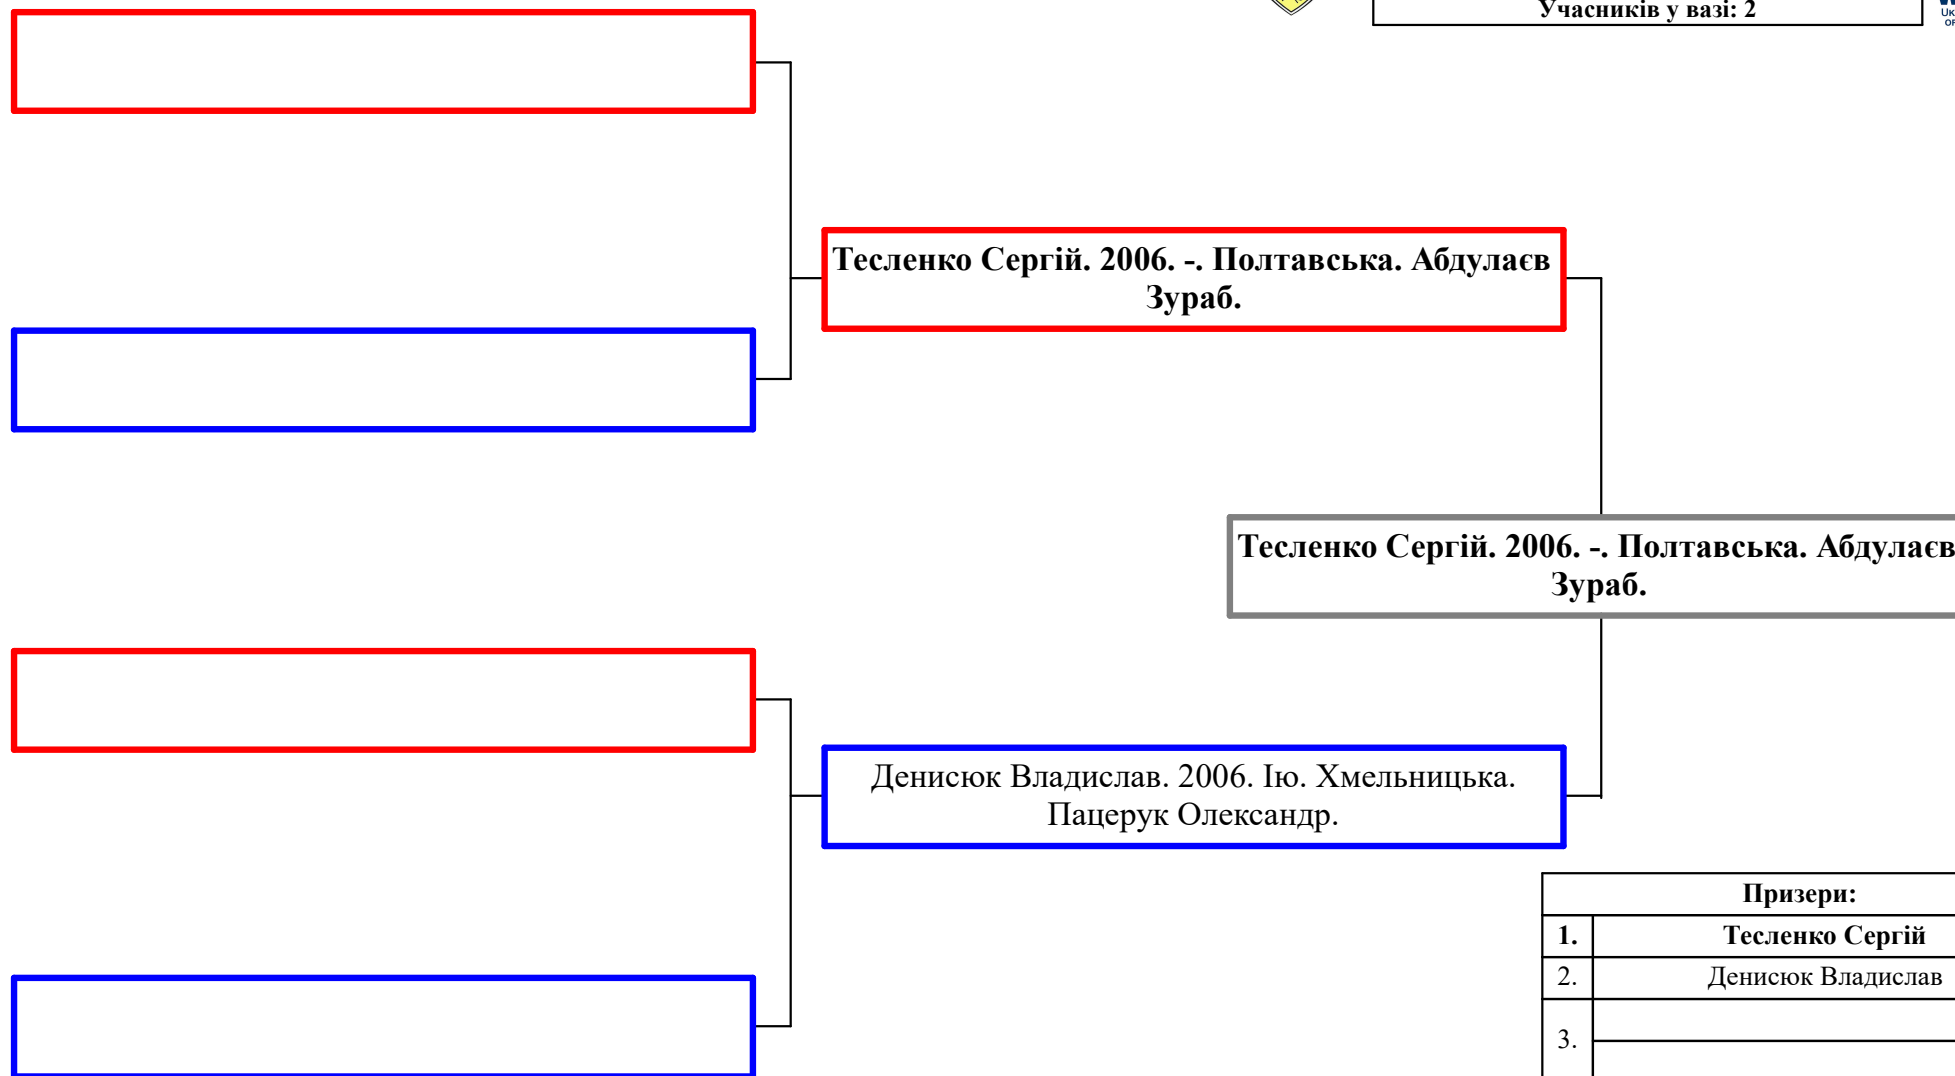 Учасників у вазі: 2
Тесленко Сергій. 2006. -. Полтавська. Абдулаєв
Зураб.
Тесленко Сергій. 2006. -. Полтавська. Абдулаєв
Зураб.
Денисюк Владислав. 2006. Ію. Хмельницька.
Пацерук Олександр.
Призери:
1. Тесленко Сергій
2. Денисюк Владислав
3.